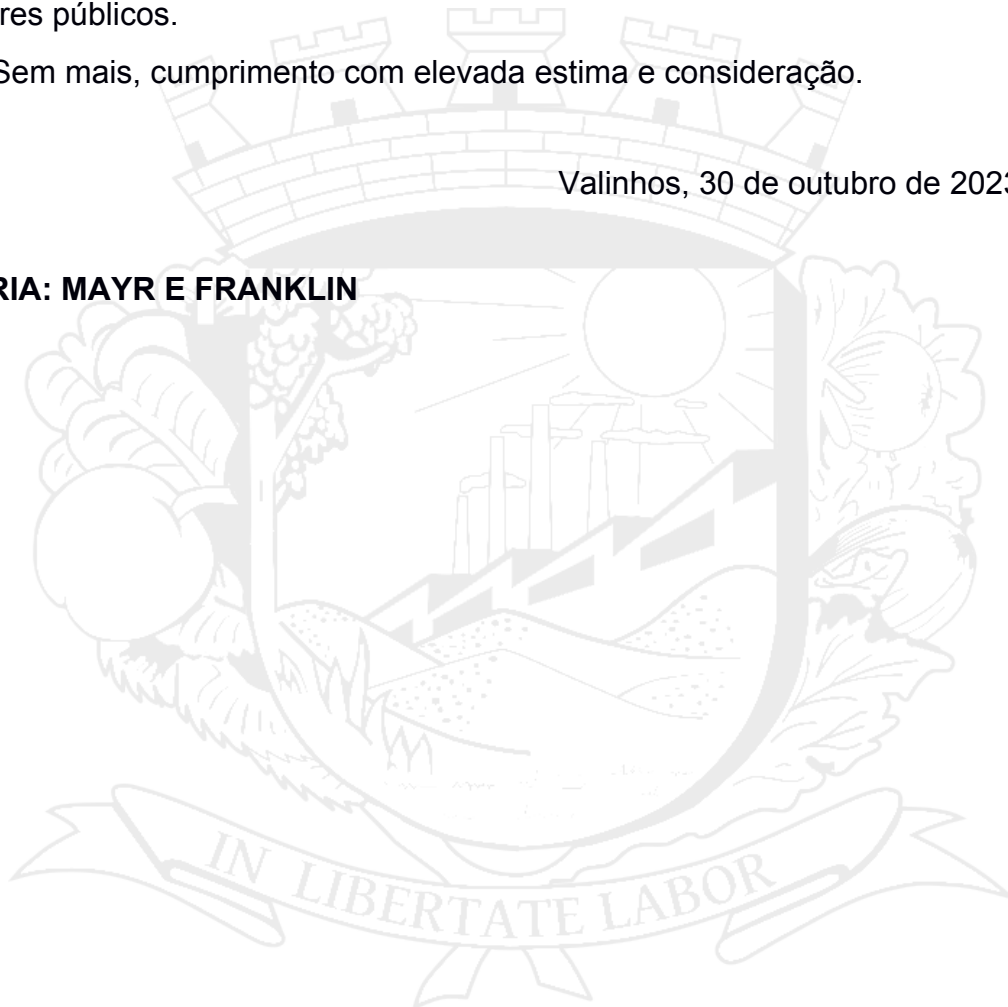 res públicos.
Sem mais, cumprimento com elevada estima e consideração.
Valinhos, 30 de outubro de 2023
RIA: MAYR E FRANKLIN
IN LIBERTATE LABOR